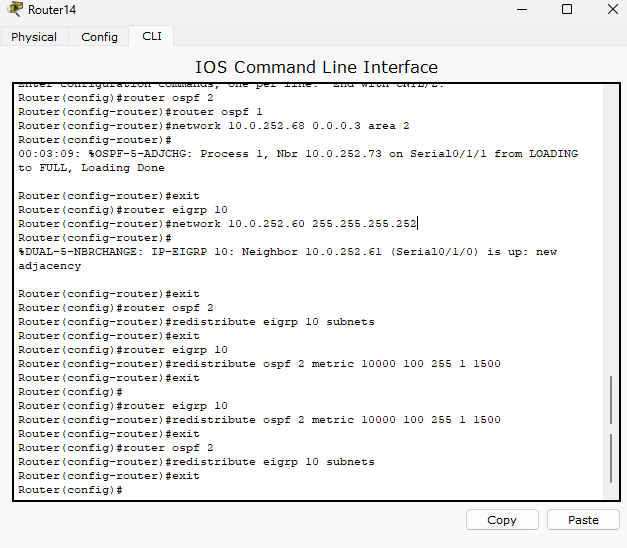 Router14
Physical Config CLI
IOS Command Line Interface
Enter configuration commands, one per line. End with CNTL/Z.
Router(config)#router ospf 2
Router(config-router)#router ospf 1
Router(config-router)#network 10.0.252.68 0.0.0.3 area 2
Router(config-router)#
00:03:09: %OSPF-5-ADJCHG: Process 1, Nbr 10.0.252.73 on Serial0/1/1 from LOADING
to FULL, Loading Done
Router(config-router)#exit
Router(config)#router eigrp 10
Router(config-router)#network 10.0.252.60 255.255.255.252
Router(config-router)#
%DUAL-5-NBRCHANGE: IP-EIGRP 10: Neighbor 10.0.252.61 (Serial0/1/0) is up: new
adjacency
Router(config-router)#exit
Router(config)#router ospf 2
Router(config-router)#redistribute eigrp 10 subnets
Router(config-router)#exit
Router(config)#router eigrp 10
Router(config-router)#redistribute ospf 2 metric 10000 100 255 1 1500
Router(config-router)#exit
Router(config)#
Router(config)#router eigrp 10
Router(config-router)#redistribute ospf 2 metric 10000 100 255 1 1500
Router(config-router)#exit
Router(config)#router ospf 2
Router(config-router)#redistribute eigrp 10 subnets
Router(config-router)#exit
Router(config)#
Copy Paste